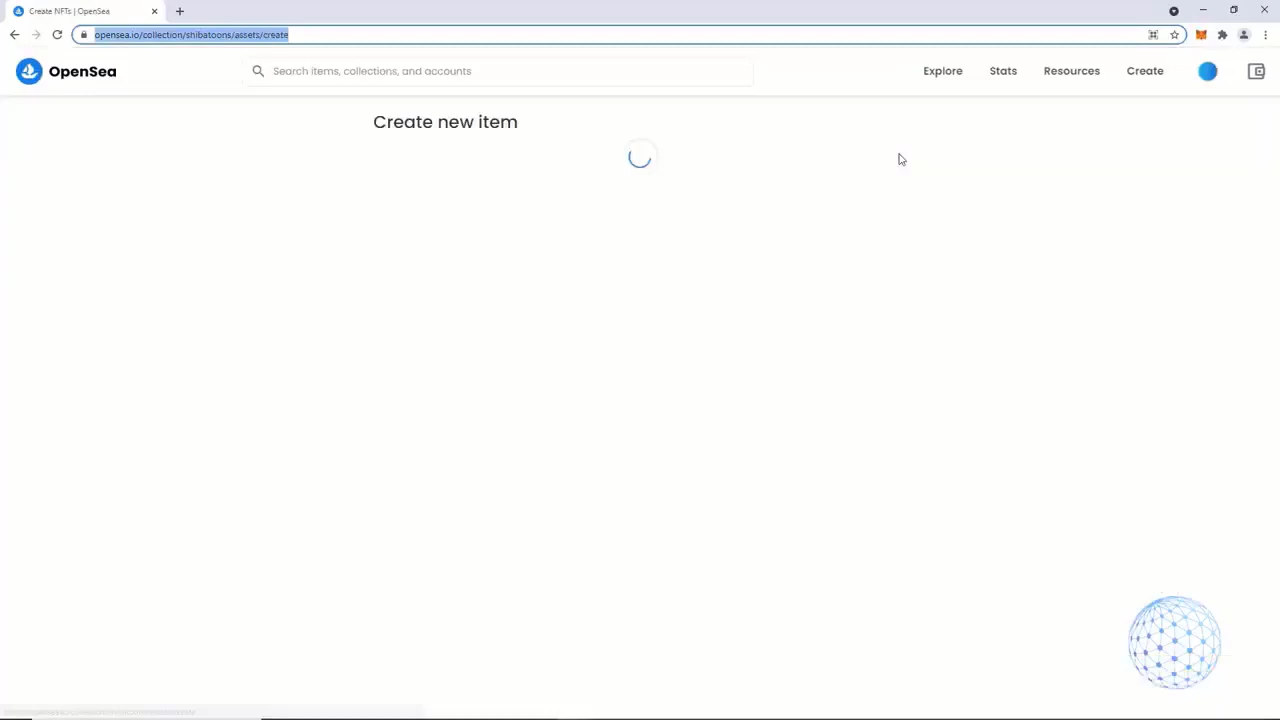 Create NFTs | OpenSea
opensea.io/collection/shibatoons/assets/create
OpenSea
Search items, collections, and accounts
Explore
Stats
Resources
Create
Create new item